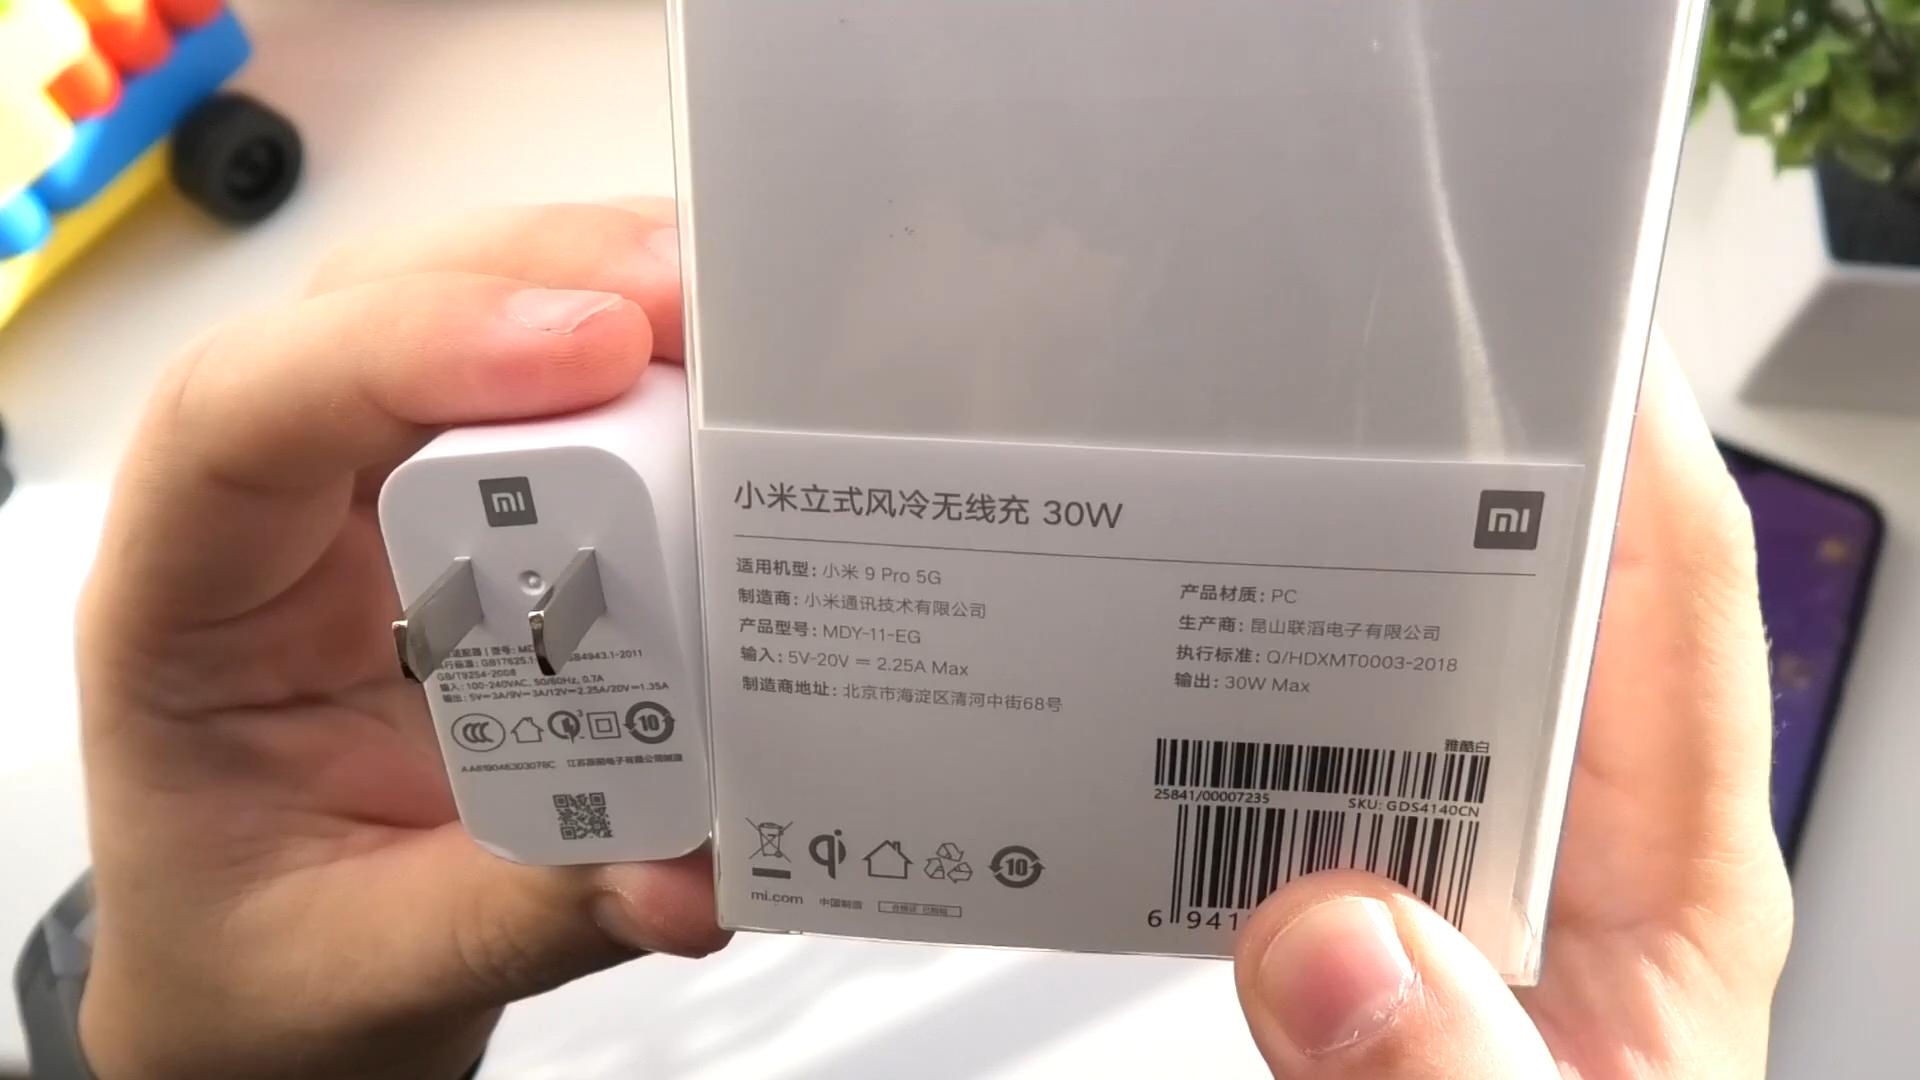 mi
GB/T9254-2008
输入: 100-240VAC, 50/60Hz, 0.7A
输出: 5V⎓3A/9V⎓3A/12V⎓2.25A/20V⎓1.35A
CCC
10
小米立式风冷无线充 30W
mi
适用机型: 小米 9 Pro 5G
制造商: 小米通讯技术有限公司
产品型号: MDY-11-EG
输入: 5V-20V ⎓ 2.25A Max
制造商地址: 北京市海淀区清河中街68号
产品材质: PC
生产商: 昆山联滔电子有限公司
执行标准: Q/HDXMT0003-2018
输出: 30W Max
雅酷白
25841/00007235
SKU: GDS4140CN
6 941
qi
10
mi.com
中国制造